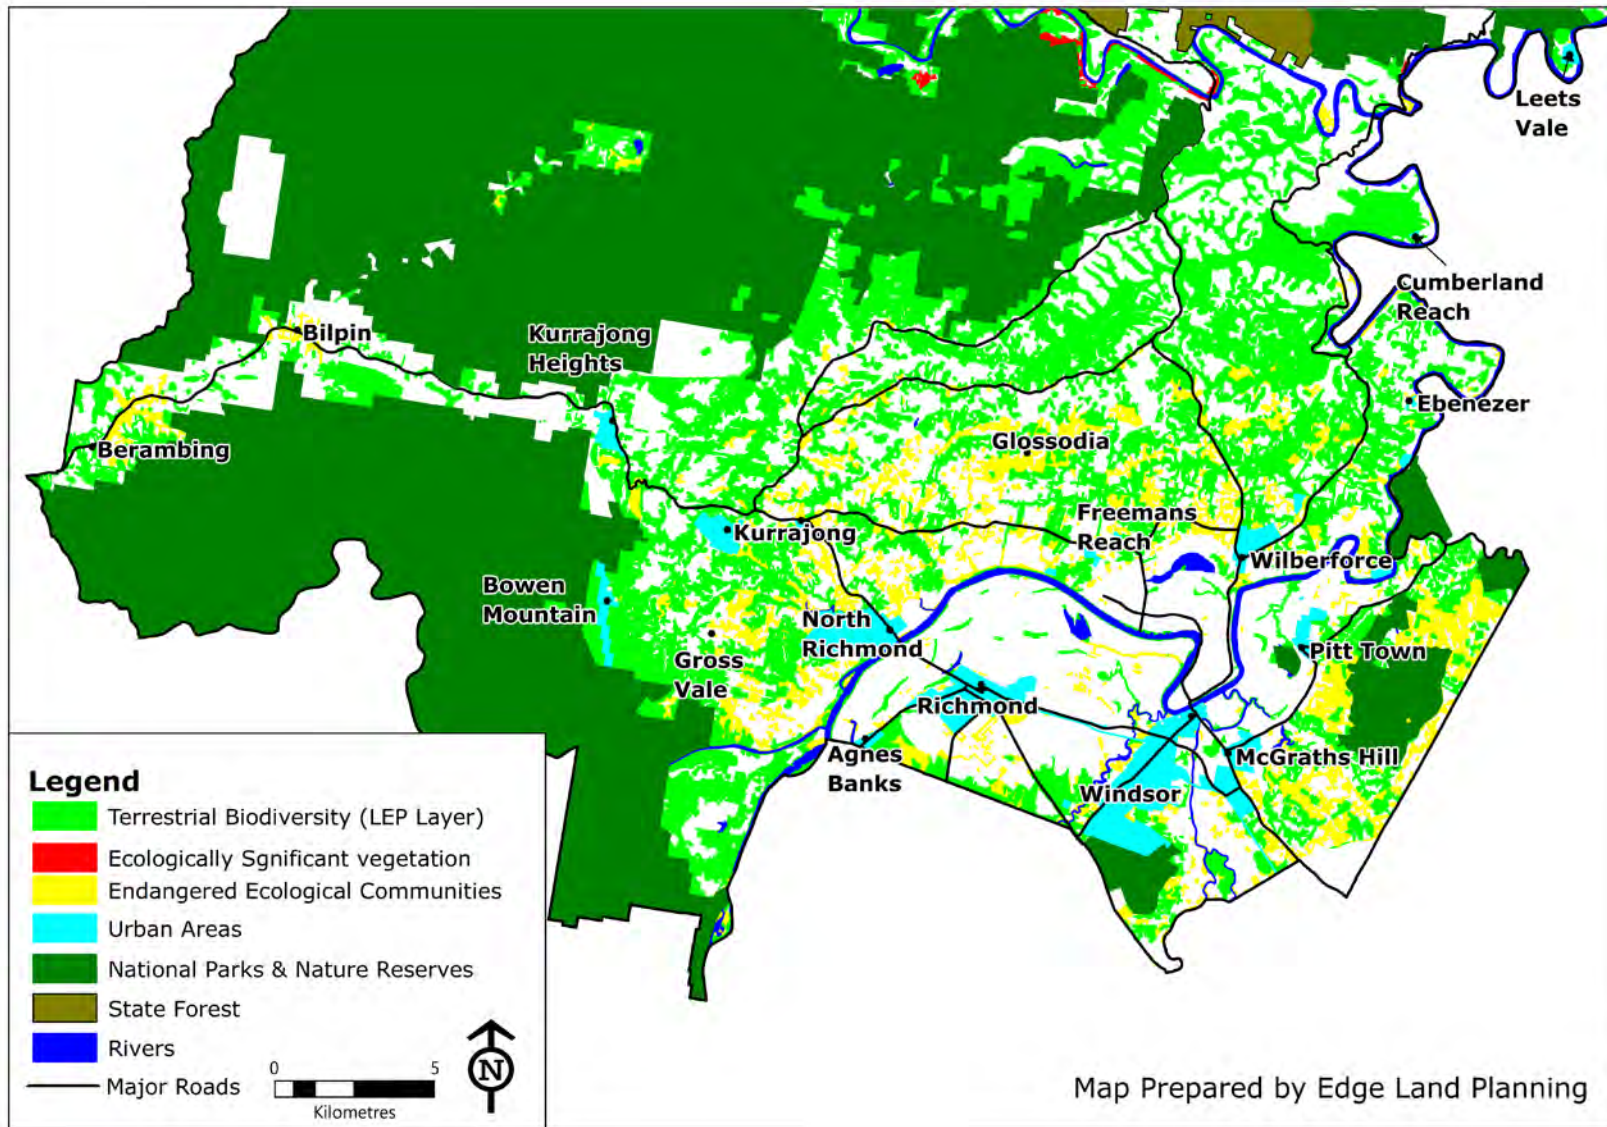 Leets
Vale
Cumberland
Reach
Bilpin
Kurrajong
Heights
Ebenezer
Berambing
Glossodia
Freemans
Reach
Kurrajong
Wilberforce
Bowen
Mountain
North
Richmond
Gross
Vale
Pitt Town
Richmond
Agnes
Banks
McGraths Hill
Windsor
Legend
Terrestrial Biodiversity (LEP Layer)
Ecologically Sgnificant vegetation
Endangered Ecological Communities
Urban Areas
National Parks & Nature Reserves
State Forest
Rivers
Major Roads
0 5
Kilometres
N
Map Prepared by Edge Land Planning